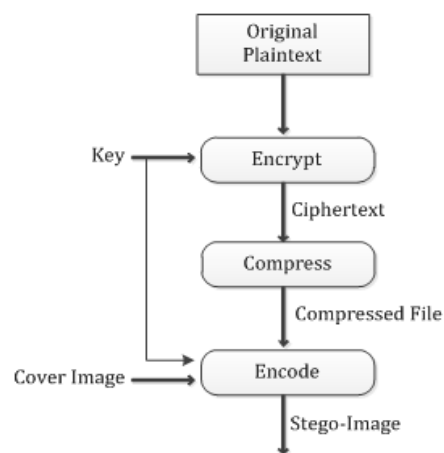 Original
Plaintext
Key
Encrypt
Ciphertext
Compress
Compressed File
Cover Image
Encode
Stego-Image